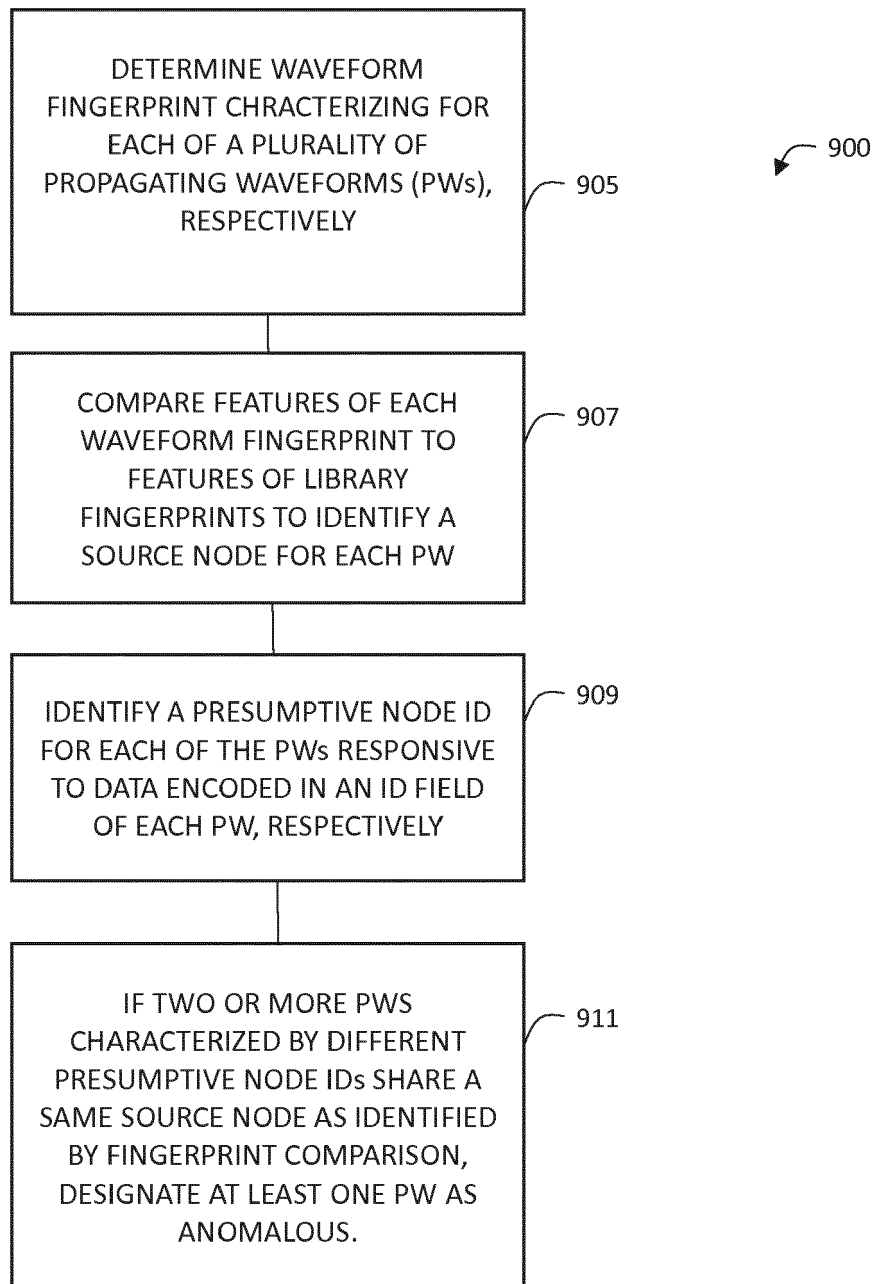 DETERMINE WAVEFORM
FINGERPRINT CHRACTERIZING FOR
EACH OF A PLURALITY OF
PROPAGATING WAVEFORMS (PWs),
RESPECTIVELY
905
900
COMPARE FEATURES OF EACH
WAVEFORM FINGERPRINT TO
FEATURES OF LIBRARY
FINGERPRINTS TO IDENTIFY A
SOURCE NODE FOR EACH PW
907
IDENTIFY A PRESUMPTIVE NODE ID
FOR EACH OF THE PWs RESPONSIVE
TO DATA ENCODED IN AN ID FIELD
OF EACH PW, RESPECTIVELY
909
IF TWO OR MORE PWS
CHARACTERIZED BY DIFFERENT
PRESUMPTIVE NODE IDs SHARE A
SAME SOURCE NODE AS IDENTIFIED
BY FINGERPRINT COMPARISON,
DESIGNATE AT LEAST ONE PW AS
ANOMALOUS.
911